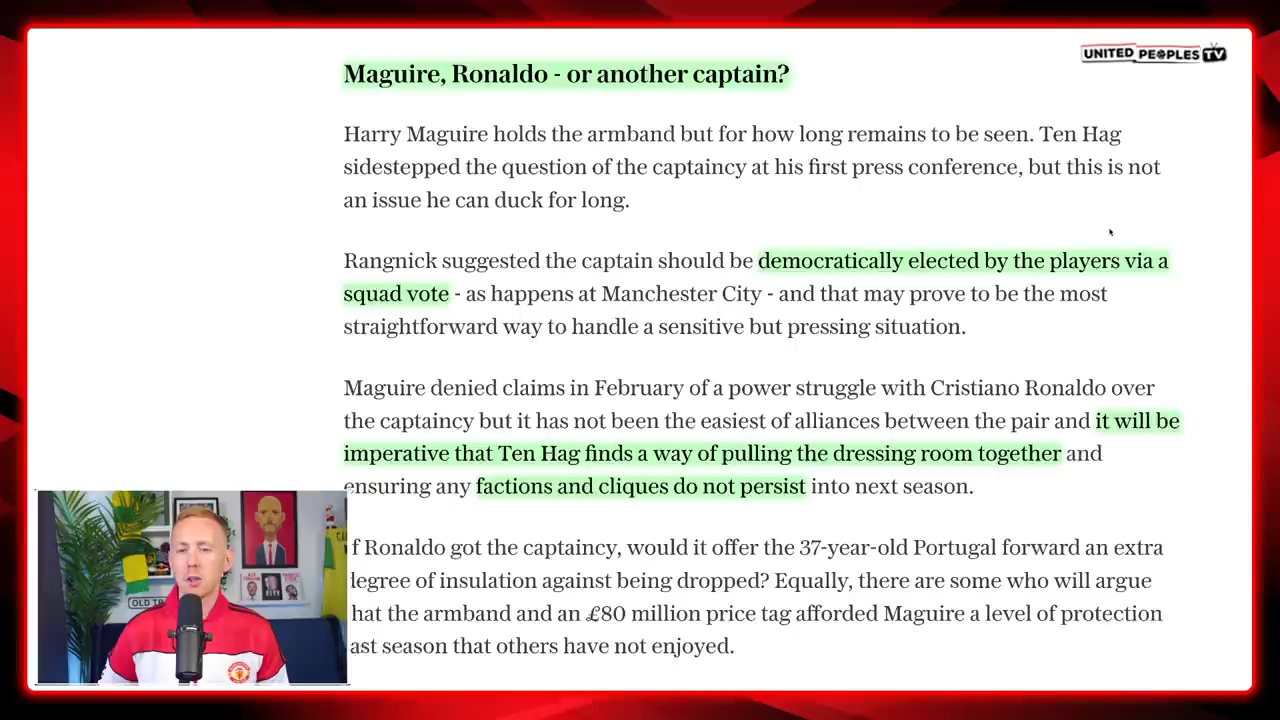 UNITED PEOPLES TV
Maguire, Ronaldo - or another captain?
Harry Maguire holds the armband but for how long remains to be seen. Ten Hag
sidestepped the question of the captaincy at his first press conference, but this is not
an issue he can duck for long.
Rangnick suggested the captain should be democratically elected by the players via a
squad vote - as happens at Manchester City - and that may prove to be the most
straightforward way to handle a sensitive but pressing situation.
Maguire denied claims in February of a power struggle with Cristiano Ronaldo over
the captaincy but it has not been the easiest of alliances between the pair and it will be
imperative that Ten Hag finds a way of pulling the dressing room together and
ensuring any factions and cliques do not persist into next season.
f Ronaldo got the captaincy, would it offer the 37-year-old Portugal forward an extra
legree of insulation against being dropped? Equally, there are some who will argue
hat the armband and an £80 million price tag afforded Maguire a level of protection
ast season that others have not enjoyed.
OLD TR